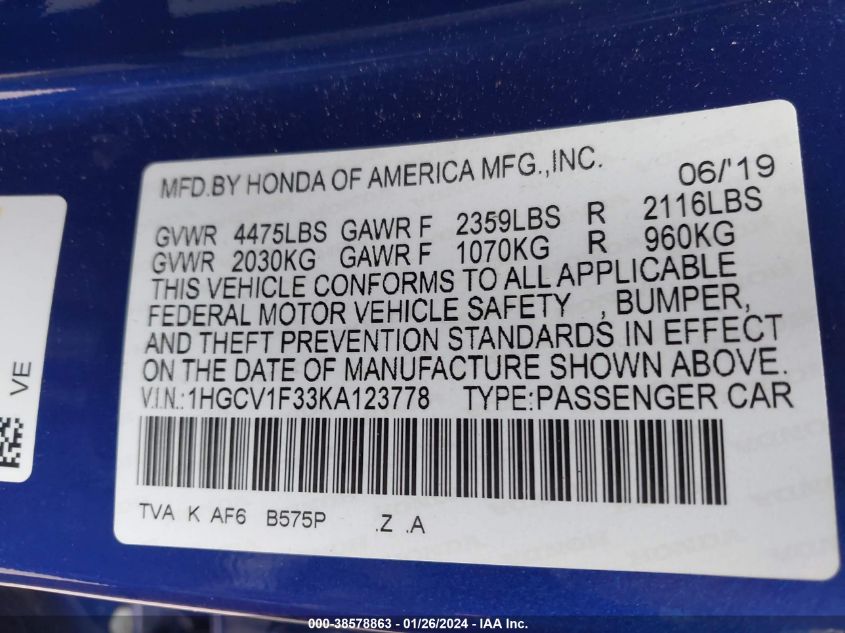 MFD.BY HONDA OF AMERICA MFG.,INC. 06/'19
GVWR 4475LBS GAWR F 2359LBS R 2116LBS
GVWR 2030KG GAWR F 1070KG R 960KG
THIS VEHICLE CONFORMS TO ALL APPLICABLE
FEDERAL MOTOR VEHICLE SAFETY , BUMPER,
AND THEFT PREVENTION STANDARDS IN EFFECT
ON THE DATE OF MANUFACTURE SHOWN ABOVE.
V.I.N.:1HGCV1F33KA123778 TYPE:PASSENGER CAR
TVA K AF6 B575P .Z .A
VE
000-38578863 - 01/26/2024 - IAA Inc.